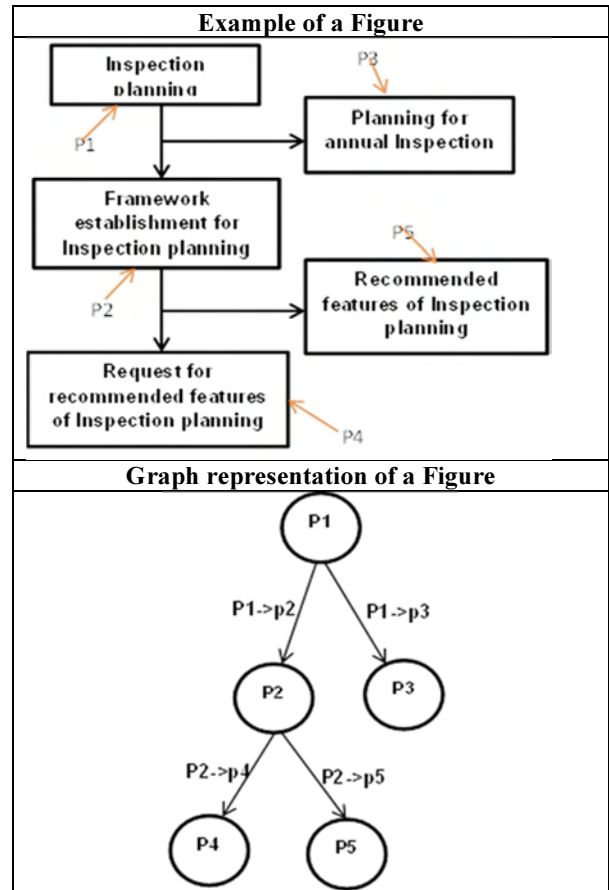 Example of a Figure
Inspection
planning
P3
Planning for
annual Inspection
P1
Framework
establishment for
Inspection planning
P5
Recommended
features of Inspection
planning
P2
Request for
recommended features
of Inspection planning
P4
Graph representation of a Figure
P1
P1->p2
P1->p3
P2
P3
P2->p4
P2->p5
P4
P5